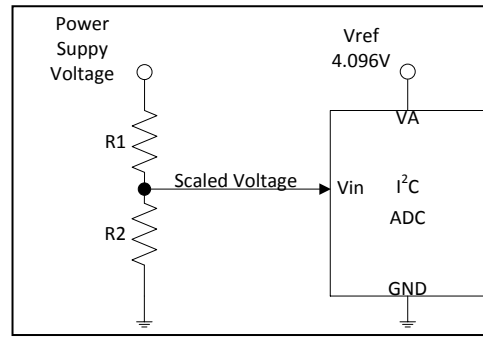 Power
Suppy
Voltage
Vref
4.096V
R1
VA
Scaled Voltage
Vin
I²C
ADC
R2
GND